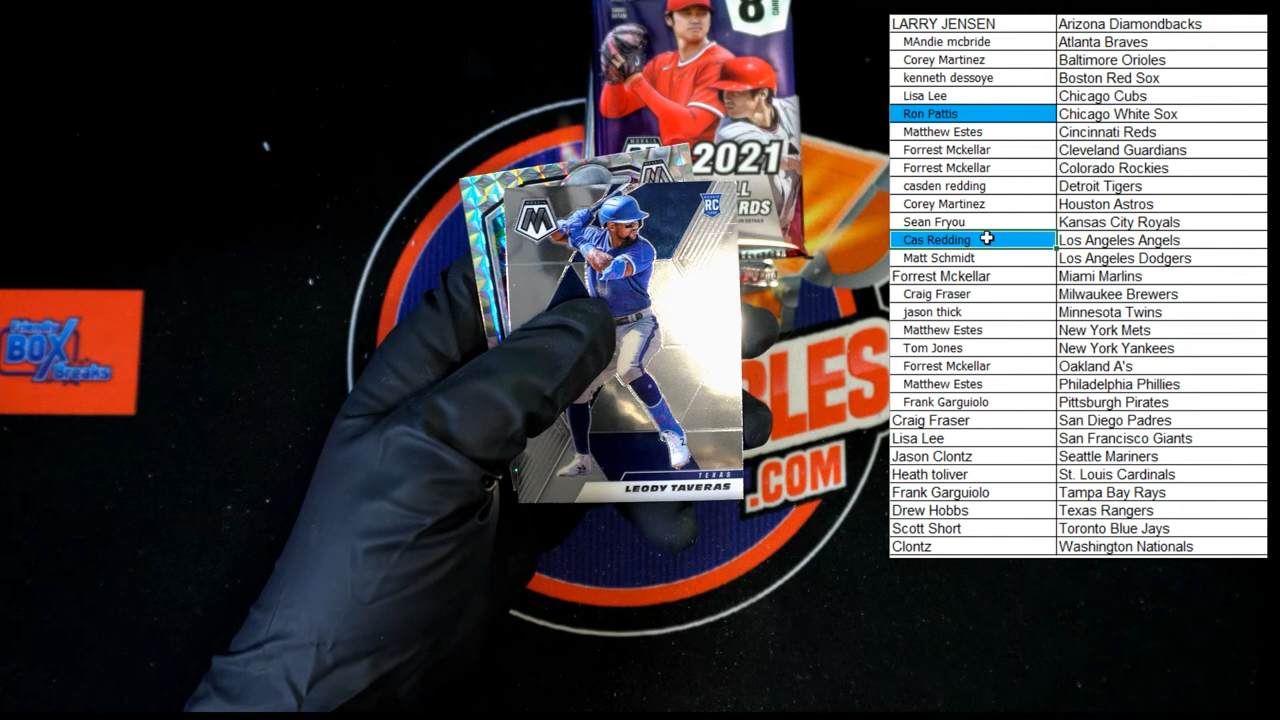 Friendly
BOX
Breaks
8
2021
M
RC
TEXAS
LEODY TAVERAS
BLES
.COM
LARRY JENSEN Arizona Diamondbacks
MAndie mcbride Atlanta Braves
Corey Martinez Baltimore Orioles
kenneth dessoye Boston Red Sox
Lisa Lee Chicago Cubs
Ron Pattis Chicago White Sox
Matthew Estes Cincinnati Reds
Forrest Mckellar Cleveland Guardians
Forrest Mckellar Colorado Rockies
casden redding Detroit Tigers
Corey Martinez Houston Astros
Sean Fryou Kansas City Royals
Cas Redding Los Angeles Angels
Matt Schmidt Los Angeles Dodgers
Forrest Mckellar Miami Marlins
Craig Fraser Milwaukee Brewers
jason thick Minnesota Twins
Matthew Estes New York Mets
Tom Jones New York Yankees
Forrest Mckellar Oakland A's
Matthew Estes Philadelphia Phillies
Frank Garguiolo Pittsburgh Pirates
Craig Fraser San Diego Padres
Lisa Lee San Francisco Giants
Jason Clontz Seattle Mariners
Heath toliver St. Louis Cardinals
Frank Garguiolo Tampa Bay Rays
Drew Hobbs Texas Rangers
Scott Short Toronto Blue Jays
Clontz Washington Nationals